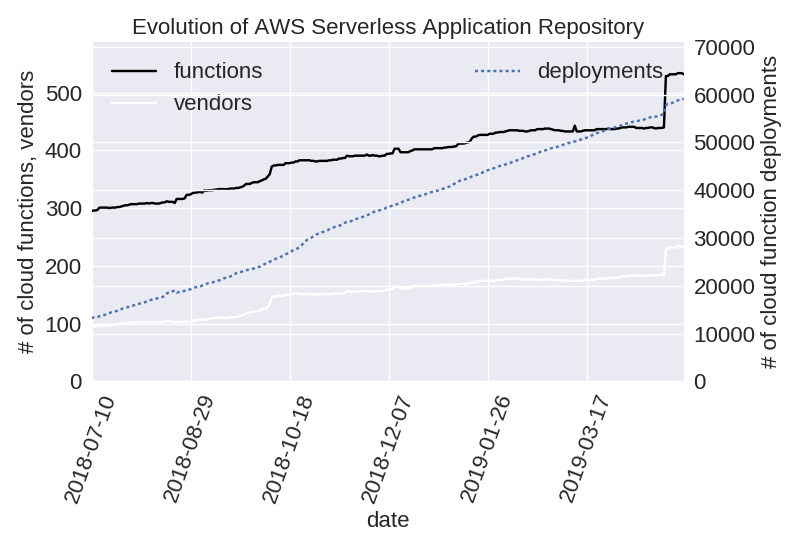 Evolution of AWS Serverless Application Repository
functions
vendors
deployments
# of cloud functions, vendors
500
400
300
200
100
0
# of cloud function deployments
70000
60000
50000
40000
30000
20000
10000
0
2018-07-10
2018-08-29
2018-10-18
2018-12-07
2019-01-26
2019-03-17
date